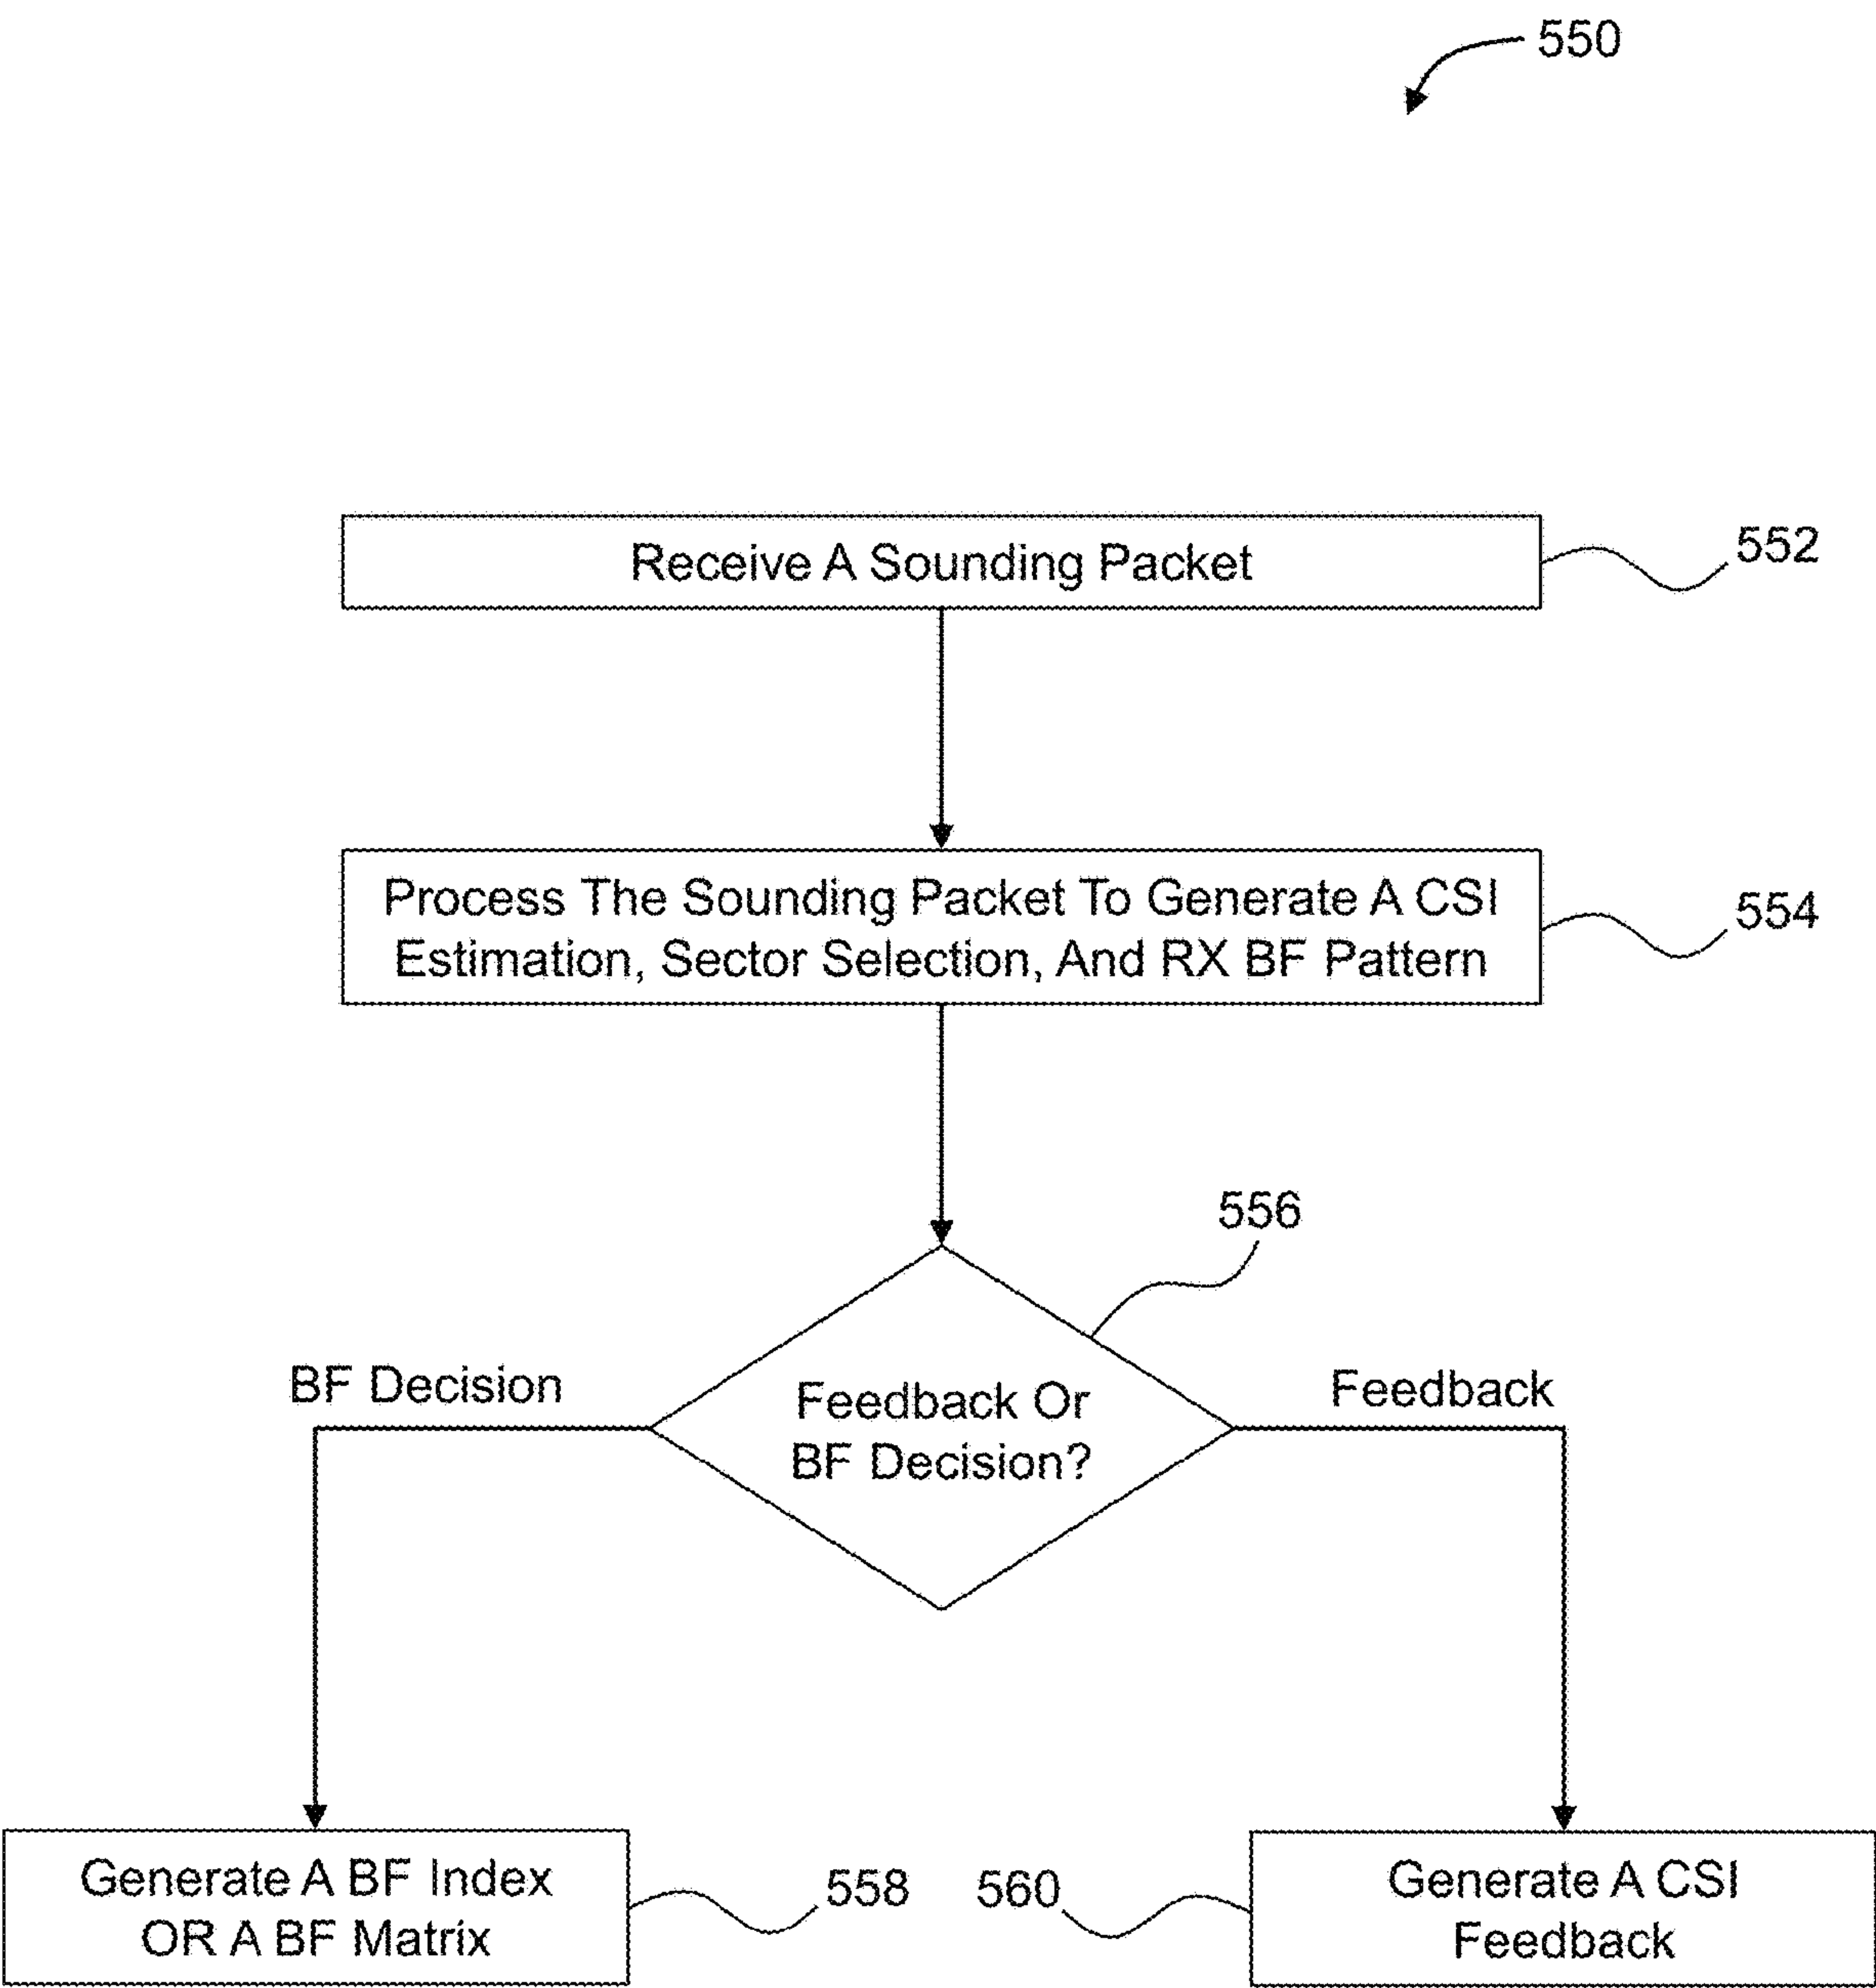 550
Receive A Sounding Packet
552
Process The Sounding Packet To Generate A CSI
Estimation, Sector Selection, And RX BF Pattern
554
556
Feedback Or
BF Decision?
BF Decision
Feedback
Generate A BF Index
OR A BF Matrix
558
560
Generate A CSI
Feedback